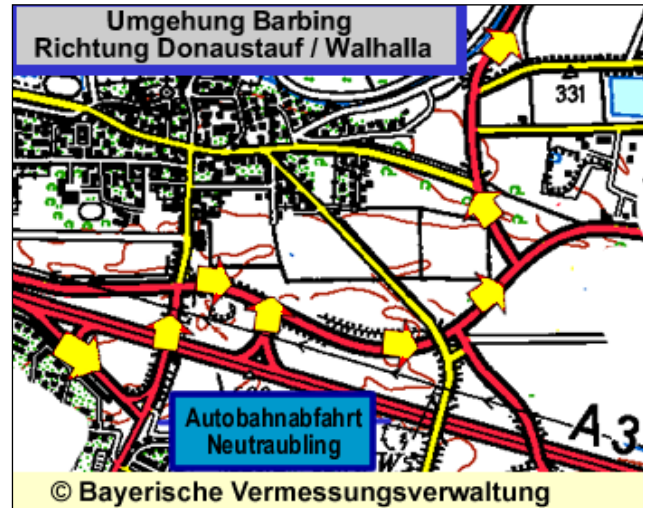 Umgehung Barbing
Richtung Donaustauf / Walhalla
331
Autobahnabfahrt
Neutraubling
A 3
© Bayerische Vermessungsverwaltung